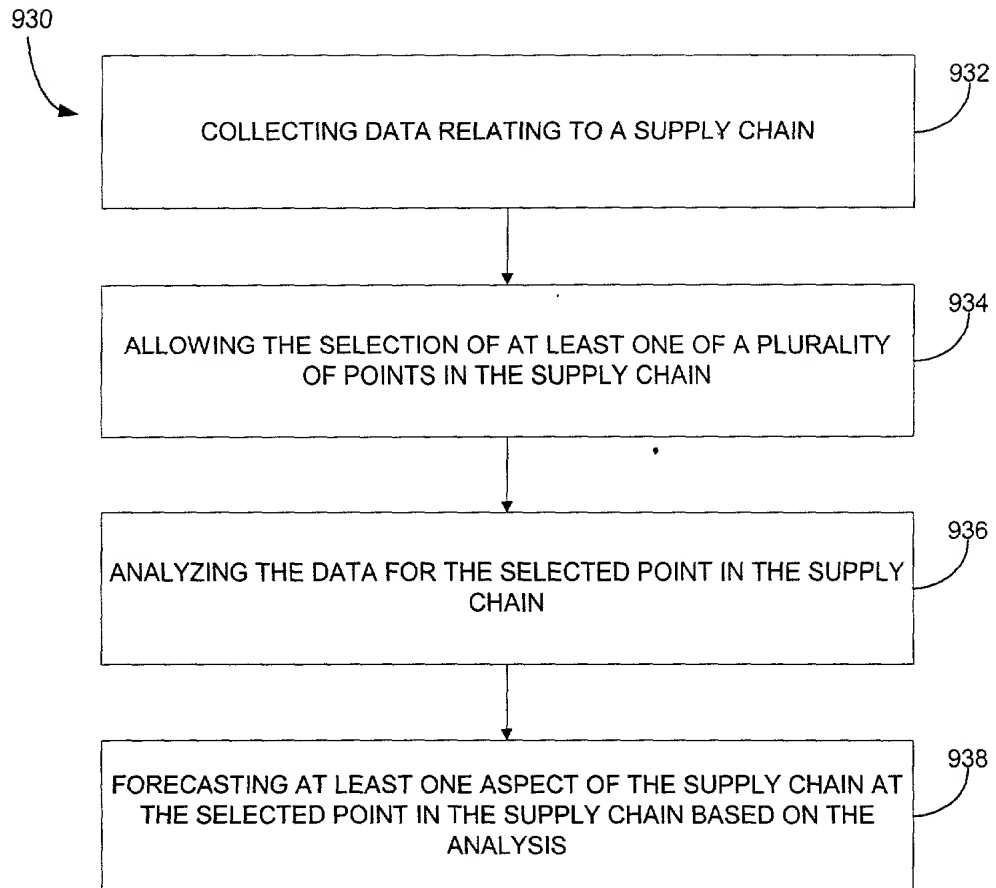 930
932
COLLECTING DATA RELATING TO A SUPPLY CHAIN
934
ALLOWING THE SELECTION OF AT LEAST ONE OF A PLURALITY
OF POINTS IN THE SUPPLY CHAIN
936
ANALYZING THE DATA FOR THE SELECTED POINT IN THE SUPPLY
CHAIN
938
FORECASTING AT LEAST ONE ASPECT OF THE SUPPLY CHAIN AT
THE SELECTED POINT IN THE SUPPLY CHAIN BASED ON THE
ANALYSIS